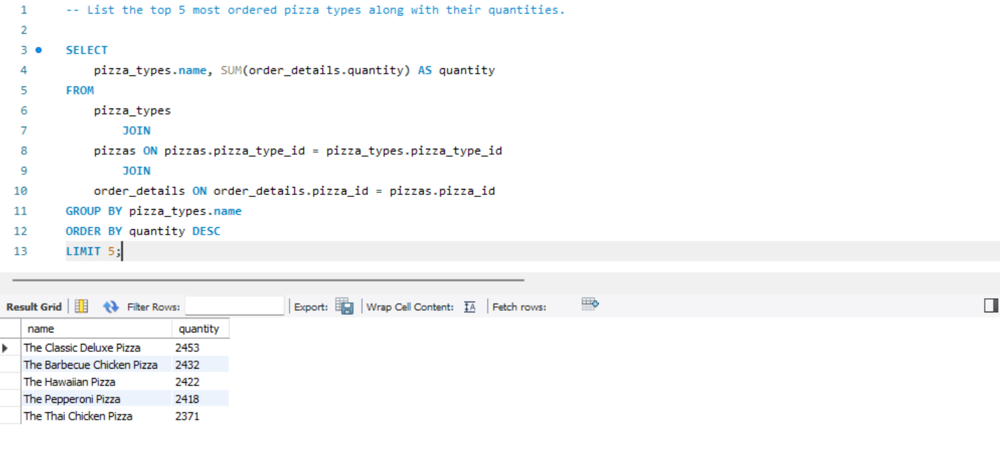 1 -- List the top 5 most ordered pizza types along with their quantities.
2
3 SELECT
4 pizza_types.name, SUM(order_details.quantity) AS quantity
5 FROM
6 pizza_types
7 JOIN
8 pizzas ON pizzas.pizza_type_id = pizza_types.pizza_type_id
9 JOIN
10 order_details ON order_details.pizza_id = pizzas.pizza_id
11 GROUP BY pizza_types.name
12 ORDER BY quantity DESC
13 LIMIT 5;
Result Grid Filter Rows: Export: Wrap Cell Content: IA Fetch rows:
name quantity
The Classic Deluxe Pizza 2453
The Barbecue Chicken Pizza 2432
The Hawaiian Pizza 2422
The Pepperoni Pizza 2418
The Thai Chicken Pizza 2371